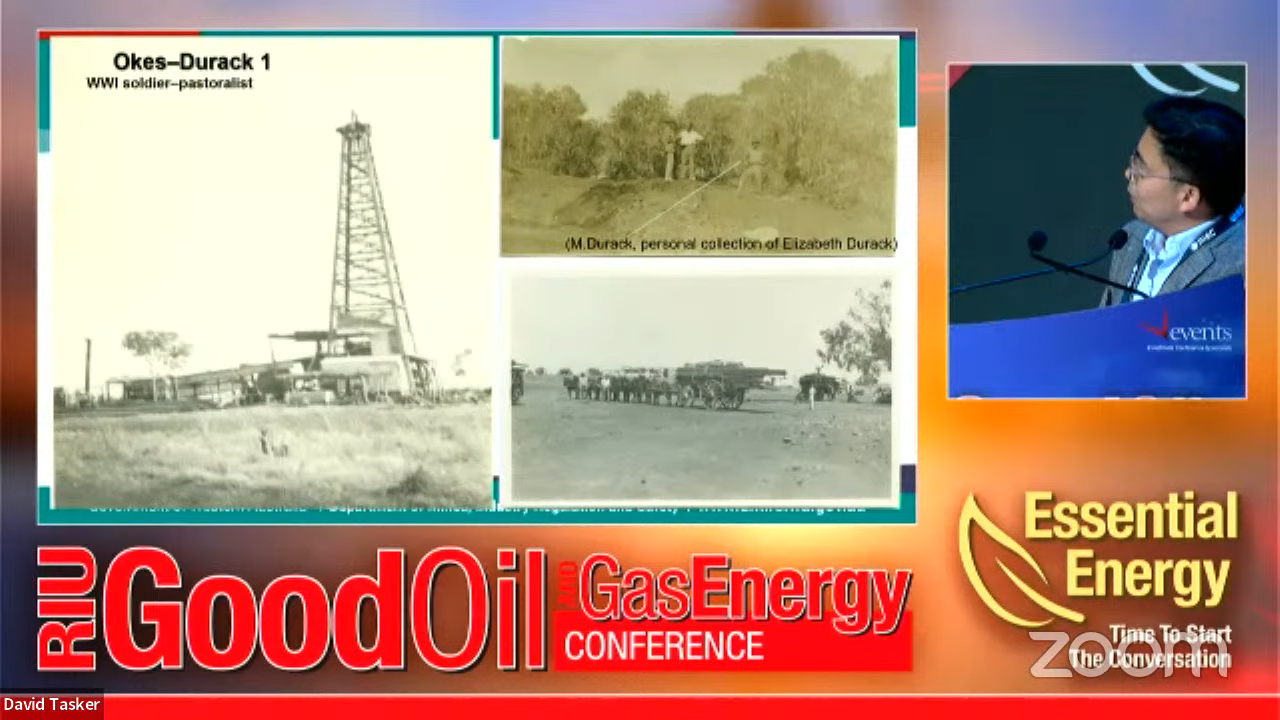 Okes–Durack 1
WWI soldier–pastoralist
(M.Durack, personal collection of Elizabeth Durack)
events
RIU GoodOil AND GasEnergy
CONFERENCE
Essential
Energy
Time To Start
The Conversation
zoom
David Tasker